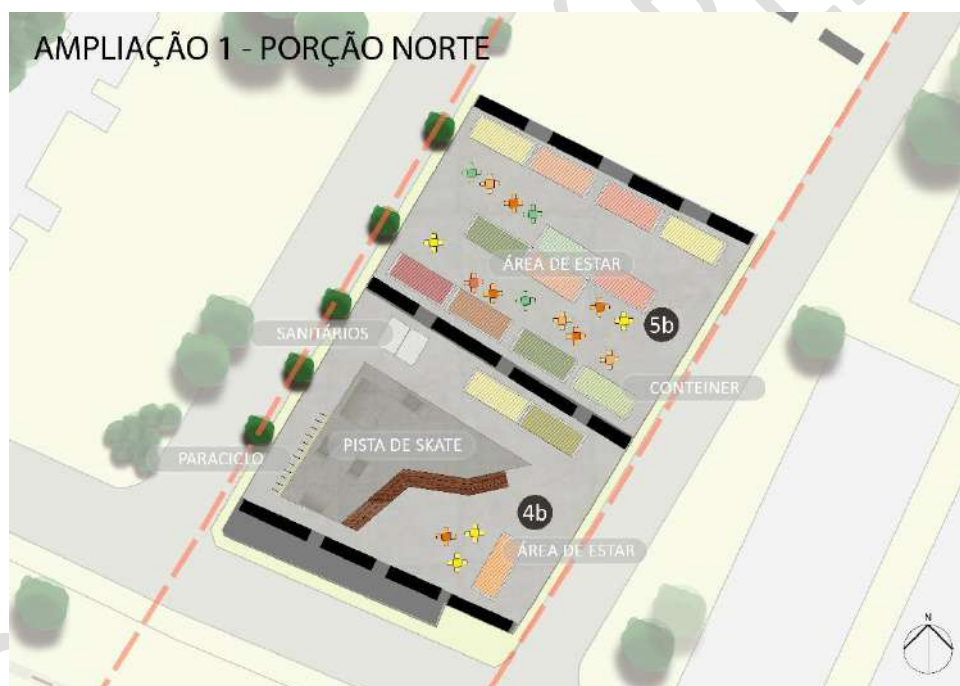 AMPLIAÇÃO 1 - PORÇÃO NORTE
ÁREA DE ESTAR
5b
SANITÁRIOS
CONTEINER
PISTA DE SKATE
PARACICLO
4b
ÁREA DE ESTAR
N